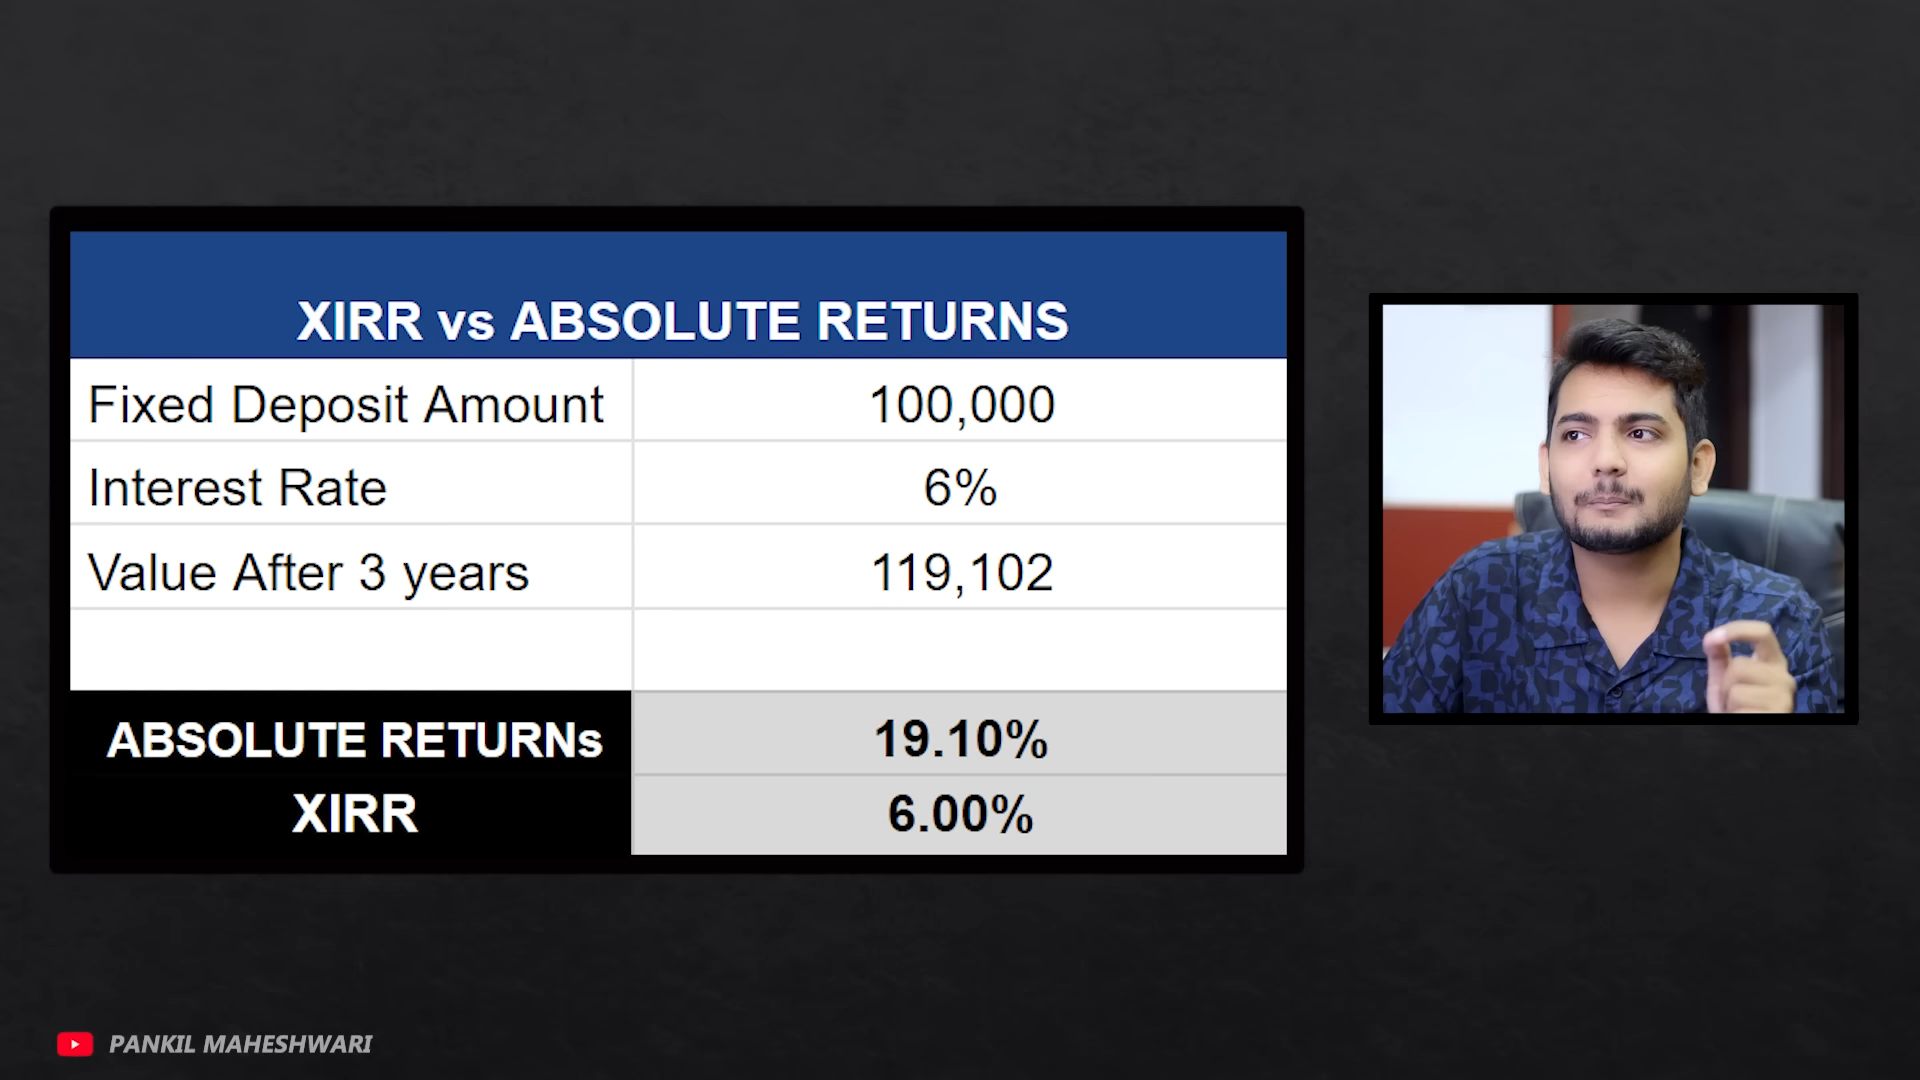 XIRR vs ABSOLUTE RETURNS
Fixed Deposit Amount 100,000
Interest Rate 6%
Value After 3 years 119,102
ABSOLUTE RETURNs 19.10%
XIRR 6.00%
PANKIL MAHESHWARI